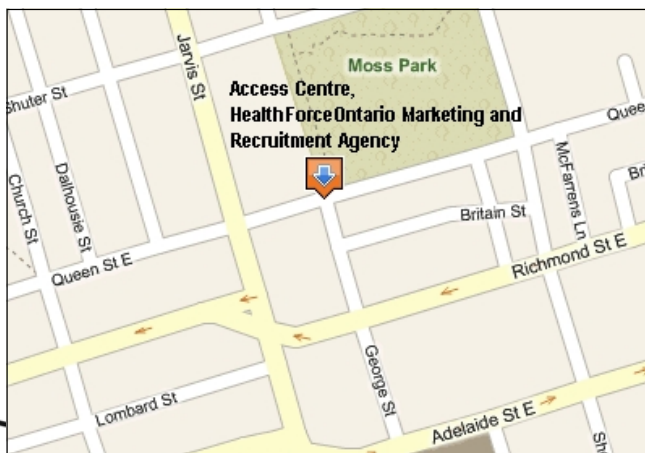 Jarvis St
Moss Park
Shuter St
Access Centre,
HealthForceOntario Marketing and
Recruitment Agency
Dalhousie St
Church St
McFarrens Ln
Britain St
Queen St E
Richmond St E
George St
Lombard St
Adelaide St E